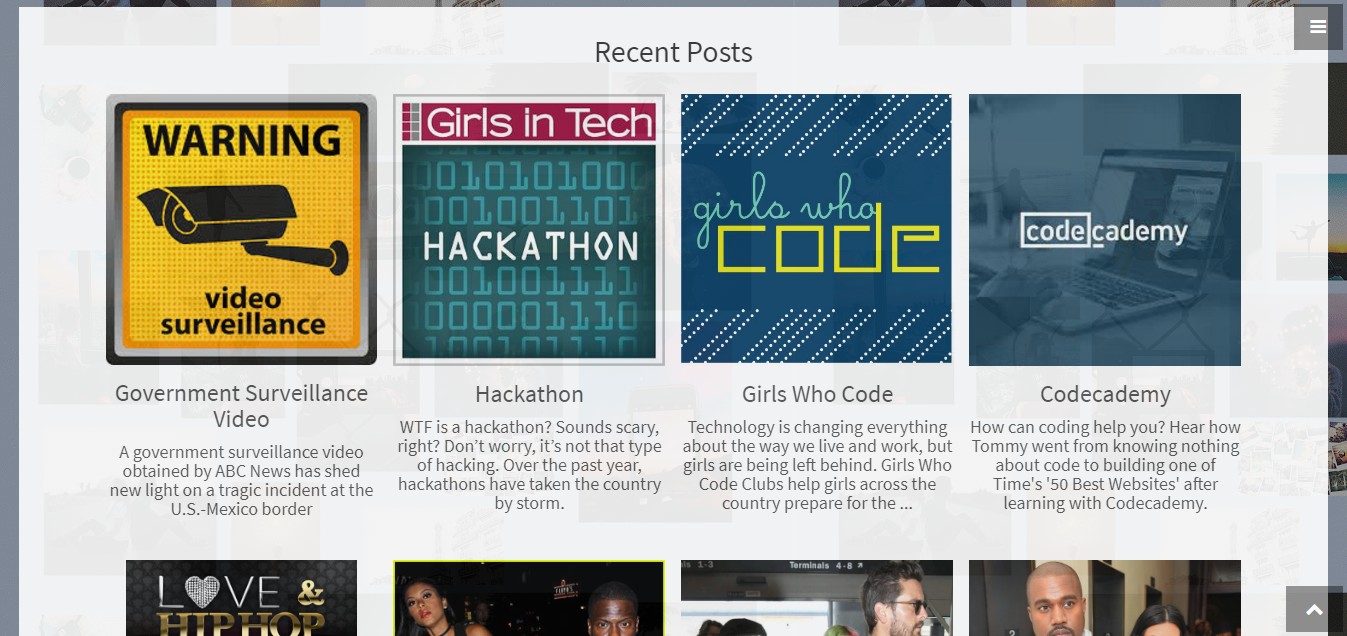 Recent Posts
WARNING
video
surveillance
Girls in Tech
010101000
001001101
HACKATHON
010001101
000001110
Government Surveillance
Video
A government surveillance video
obtained by ABC News has shed
new light on a tragic incident at the
U.S.-Mexico border
Hackathon
WTF is a hackathon? Sounds scary,
right? Don’t worry, it’s not that type
of hacking. Over the past year,
hackathons have taken the country
by storm.
girls who
code
Girls Who Code
Technology is changing everything
about the way we live and work, but
girls are being left behind. Girls Who
Code Clubs help girls across the
country prepare for the ...
codecademy
Codecademy
How can coding help you? Hear how
Tommy went from knowing nothing
about code to building one of
Time's '50 Best Websites' after
learning with Codecademy.
LOVE &
HIP HOP
Terminals 4-8